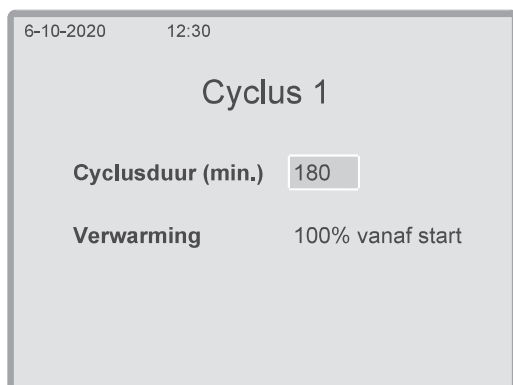 6-10-2020 12:30
Cyclus 1
Cyclusduur (min.) 180
Verwarming 100% vanaf start